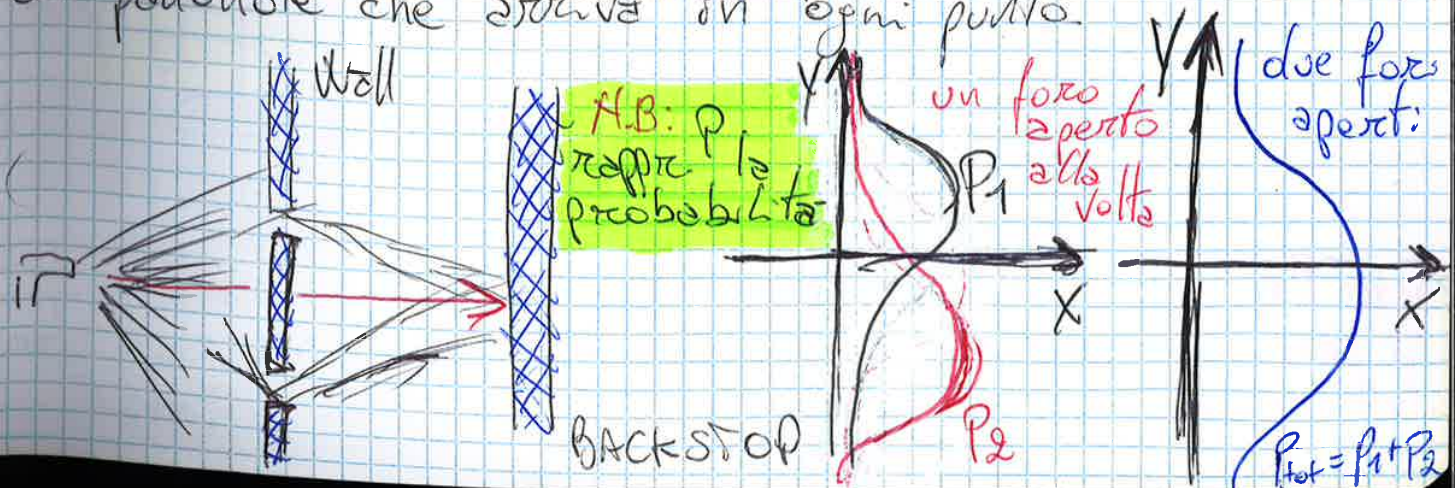 che arriva in ogni punto.
Wall
N.B: P
rappr. la
probabilità
BACKSTOP
Y
X
P1
P2
un foro
aperto
alla
volta
Y
X
due fori
aperti:
Ptot = P1 + P2